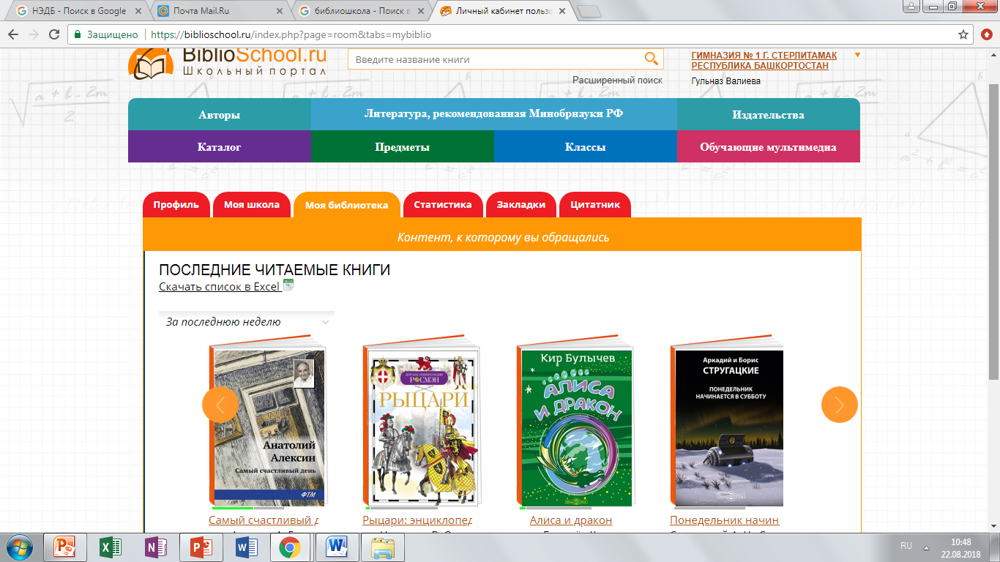 НЭДБ - Поиск в Google
Почта Mail.Ru
библиошкола - Поиск в
Личный кабинет пользо
Защищено
https://biblioschool.ru/index.php?page=room&tabs=mybiblio
BiblioSchool.ru
Школьный портал
Введите название книги
Расширенный поиск
ГИМНАЗИЯ № 1 Г. СТЕРЛИТАМАК
РЕСПУБЛИКА БАШКОРТОСТАН
Гульназ Валиева
Авторы
Литература, рекомендованная Минобрнауки РФ
Издательства
Каталог
Предметы
Классы
Обучающие мультимедиа
Профиль
Моя школа
Моя библиотека
Статистика
Закладки
Цитатник
Контент, к которому вы обращались
ПОСЛЕДНИЕ ЧИТАЕМЫЕ КНИГИ
Скачать список в Excel
За последнюю неделю
Анатолий
Алексин
Самый счастливый день
ФТМ
ДЕТСКАЯ ЭНЦИКЛОПЕДИЯ
РОСМЭН
РЫЦАРИ
Кир Булычев
АЛИСА
И ДРАКОН
DirectMEDIA
Аркадий и Борис
СТРУГАЦКИЕ
ПОНЕДЕЛЬНИК
НАЧИНАЕТСЯ В СУББОТУ
DirectMEDIA
Самый счастливый д
Рыцари: энциклопед
Алиса и дракон
Понедельник начин
RU
10:48
22.08.2018